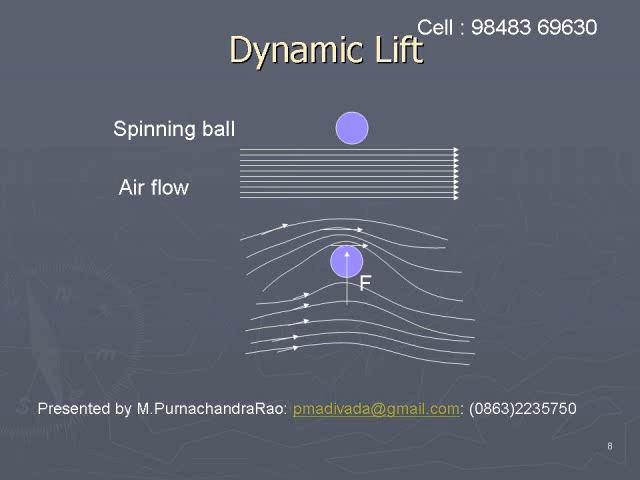 Cell : 98483 69630
Dynamic Lift
Spinning ball
Air flow
F
Presented by M.PurnachandraRao: pmadivada@gmail.com: (0863)2235750
8